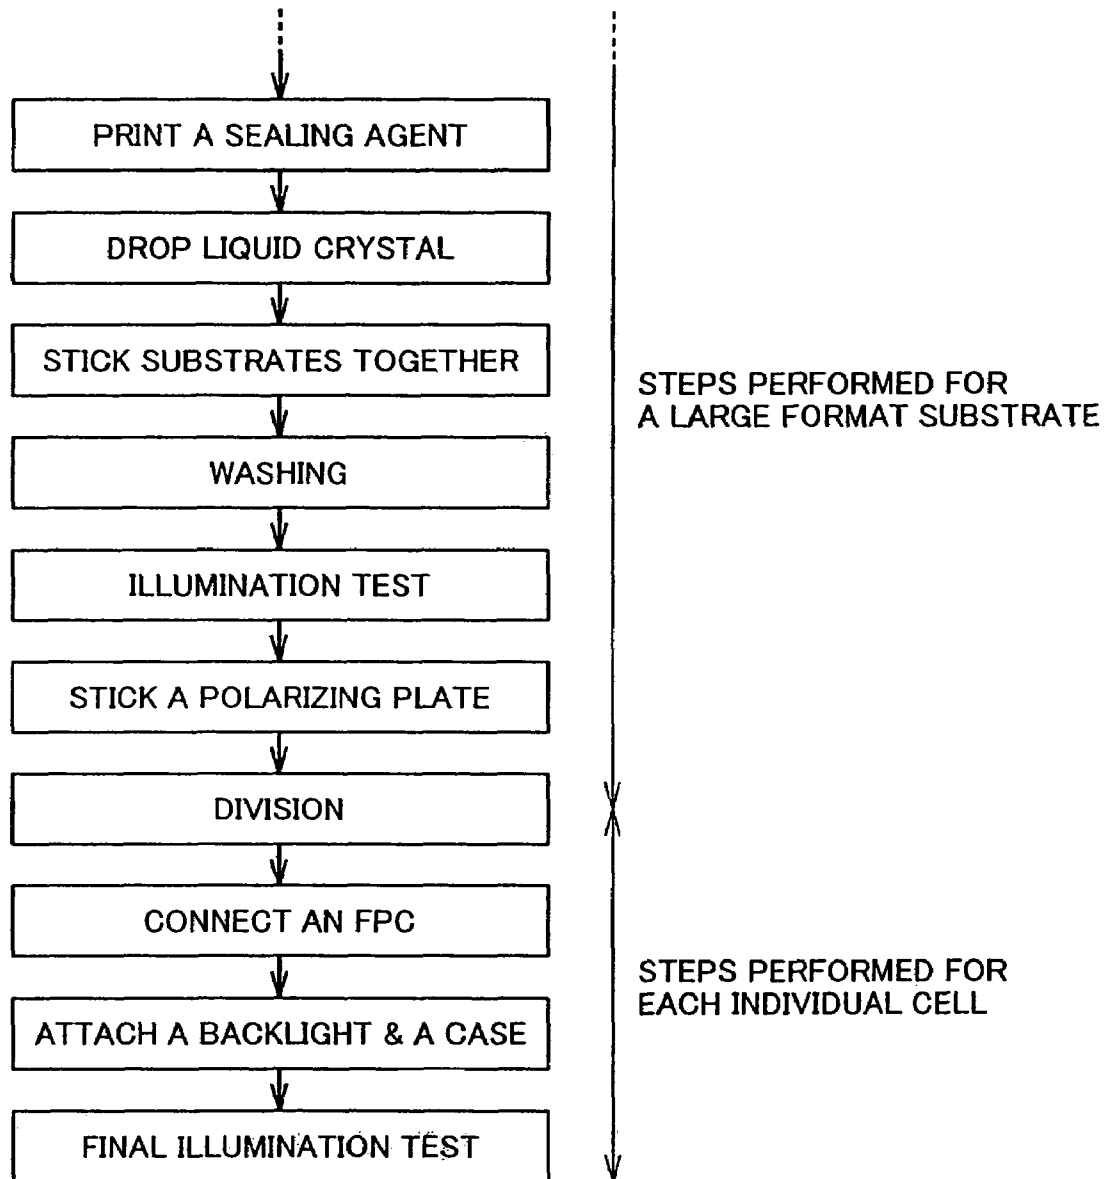 PRINT A SEALING AGENT
DROP LIQUID CRYSTAL
STICK SUBSTRATES TOGETHER
STEPS PERFORMED FOR
A LARGE FORMAT SUBSTRATE
WASHING
ILLUMINATION TEST
STICK A POLARIZING PLATE
DIVISION
CONNECT AN FPC
STEPS PERFORMED FOR
EACH INDIVIDUAL CELL
ATTACH A BACKLIGHT & A CASE
FINAL ILLUMINATION TEST